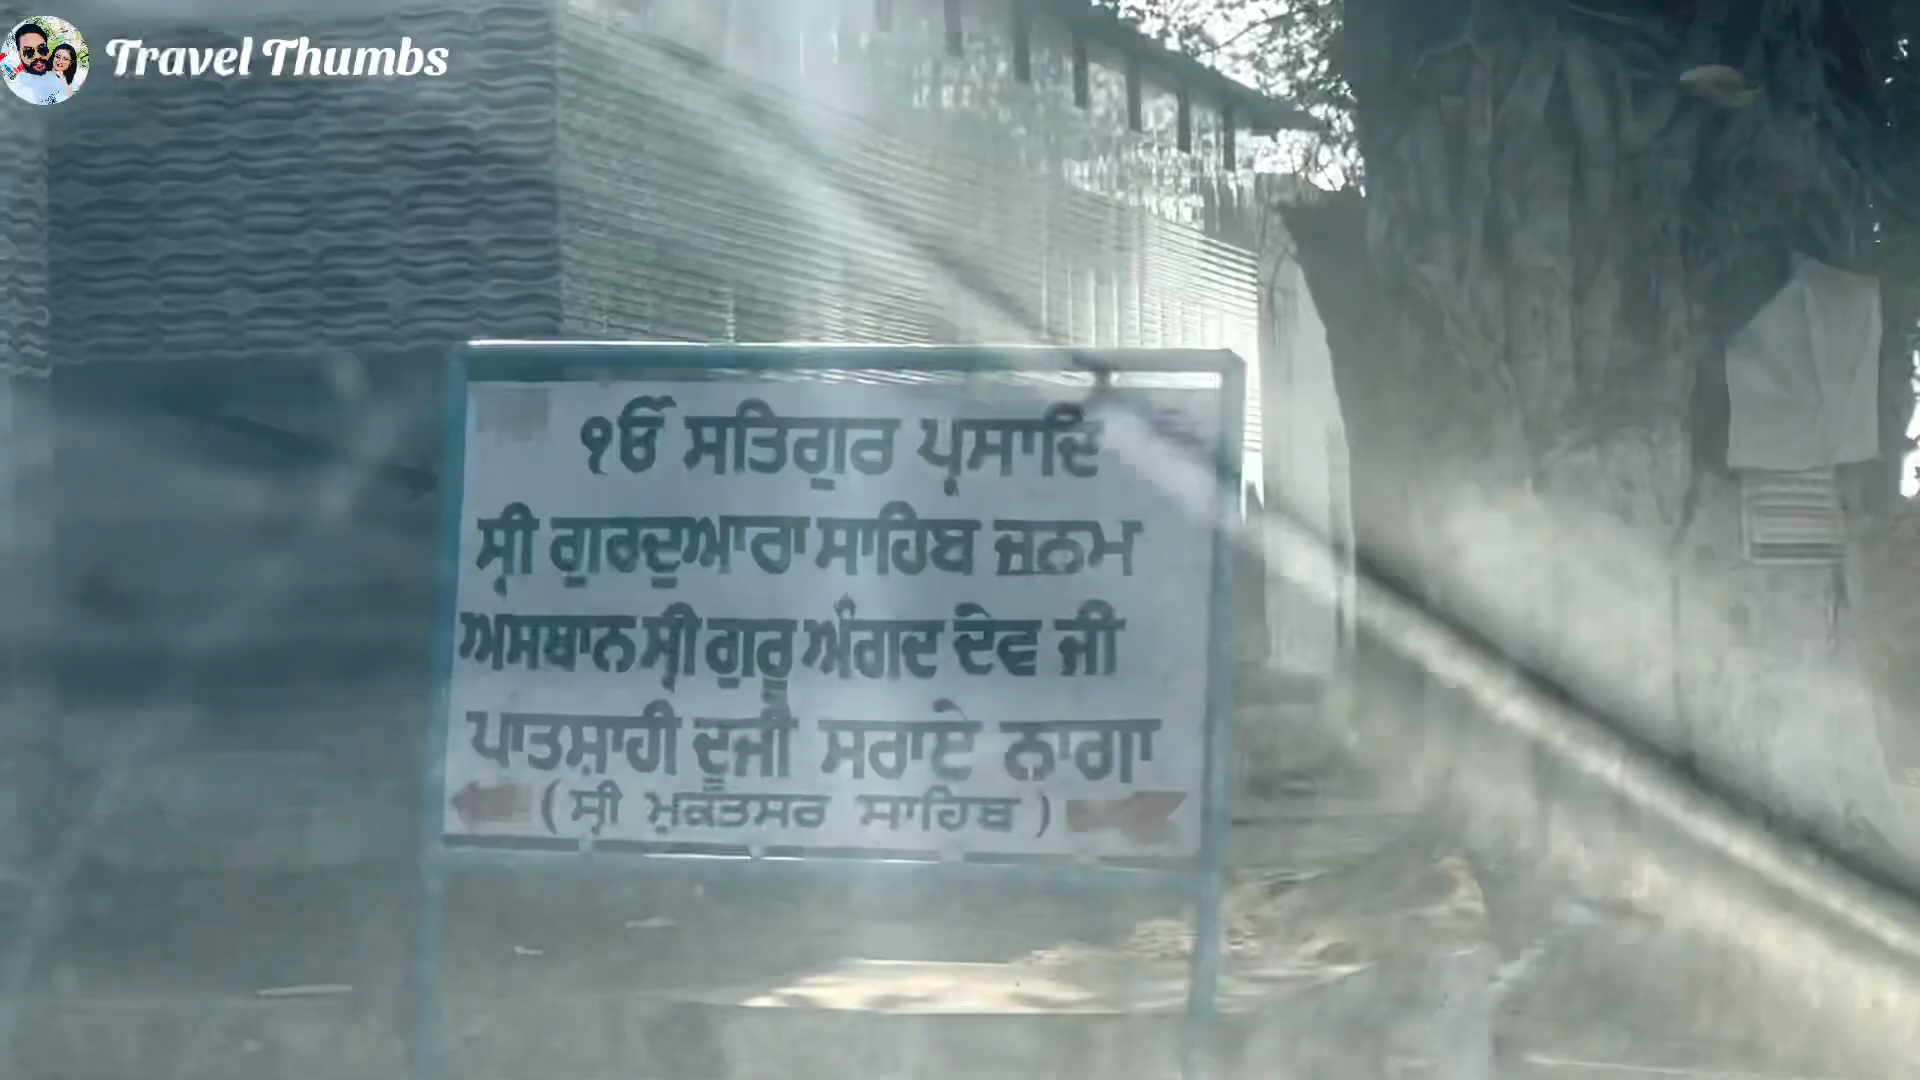 Travel Thumbs
ੴ ਸਤਿਗੁਰ ਪ੍ਰਸਾਦਿ
ਸ੍ਰੀ ਗੁਰਦੁਆਰਾ ਸਾਹਿਬ ਜਨਮ
ਅਸਥਾਨ ਸ੍ਰੀ ਗੁਰੂ ਅੰਗਦ ਦੇਵ ਜੀ
ਪਾਤਸ਼ਾਹੀ ਦੂਜੀ ਸਰਾਏ ਨਾਗਾ
(ਸ੍ਰੀ ਮੁਕਤਸਰ ਸਾਹਿਬ)